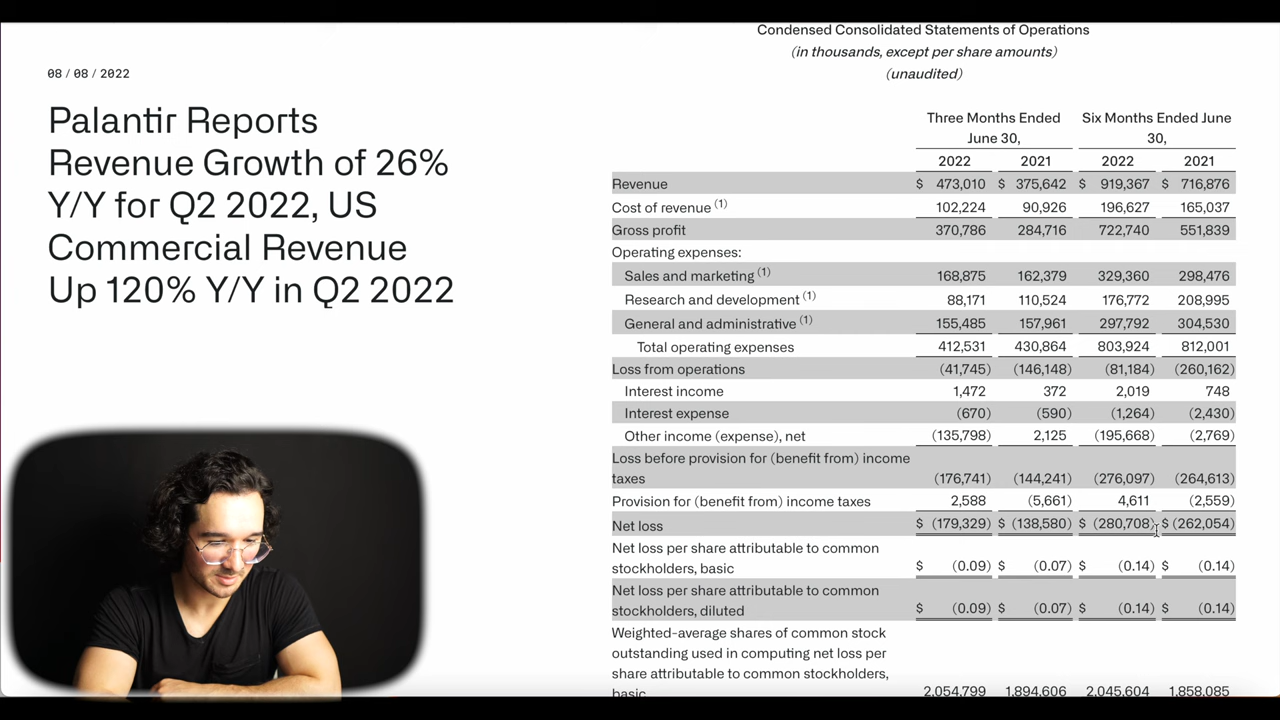 08 / 08 / 2022
Palantir Reports
Revenue Growth of 26%
Y/Y for Q2 2022, US
Commercial Revenue
Up 120% Y/Y in Q2 2022
Condensed Consolidated Statements of Operations
(in thousands, except per share amounts)
(unaudited)
Three Months Ended June 30, Six Months Ended June 30,
2022 2021 2022 2021
Revenue $ 473,010 $ 375,642 $ 919,367 $ 716,876
Cost of revenue (1) 102,224 90,926 196,627 165,037
Gross profit 370,786 284,716 722,740 551,839
Operating expenses:
Sales and marketing (1) 168,875 162,379 329,360 298,476
Research and development (1) 88,171 110,524 176,772 208,995
General and administrative (1) 155,485 157,961 297,792 304,530
Total operating expenses 412,531 430,864 803,924 812,001
Loss from operations (41,745) (146,148) (81,184) (260,162)
Interest income 1,472 372 2,019 748
Interest expense (670) (590) (1,264) (2,430)
Other income (expense), net (135,798) 2,125 (195,668) (2,769)
Loss before provision for (benefit from) income
taxes (176,741) (144,241) (276,097) (264,613)
Provision for (benefit from) income taxes 2,588 (5,661) 4,611 (2,559)
Net loss $ (179,329) $ (138,580) $ (280,708) $ (262,054)
Net loss per share attributable to common
stockholders, basic $ (0.09) $ (0.07) $ (0.14) $ (0.14)
Net loss per share attributable to common
stockholders, diluted $ (0.09) $ (0.07) $ (0.14) $ (0.14)
Weighted-average shares of common stock
outstanding used in computing net loss per
share attributable to common stockholders,
basic 2,054,799 1,894,606 2,045,604 1,858,085